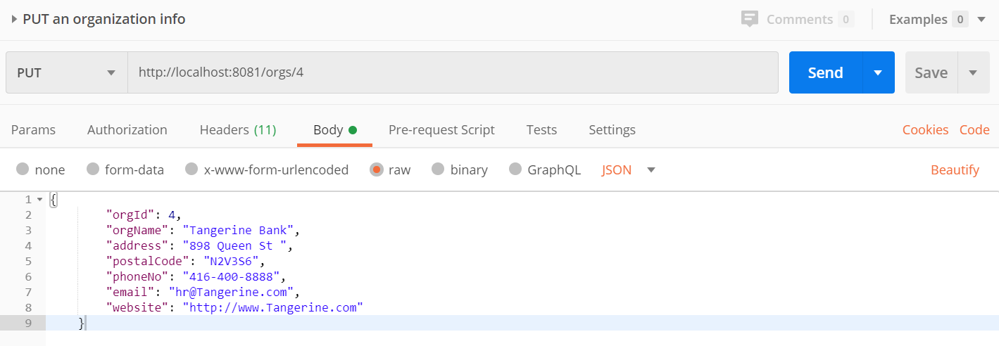 PUT an organization info Comments 0 Examples 0
PUT http://localhost:8081/orgs/4 Send Save
Params Authorization Headers (11) Body Pre-request Script Tests Settings Cookies Code
none form-data x-www-form-urlencoded raw binary GraphQL JSON Beautify
1 {
2 "orgId": 4,
3 "orgName": "Tangerine Bank",
4 "address": "898 Queen St ",
5 "postalCode": "N2V3S6",
6 "phoneNo": "416-400-8888",
7 "email": "hr@Tangerine.com",
8 "website": "http://www.Tangerine.com"
9 }